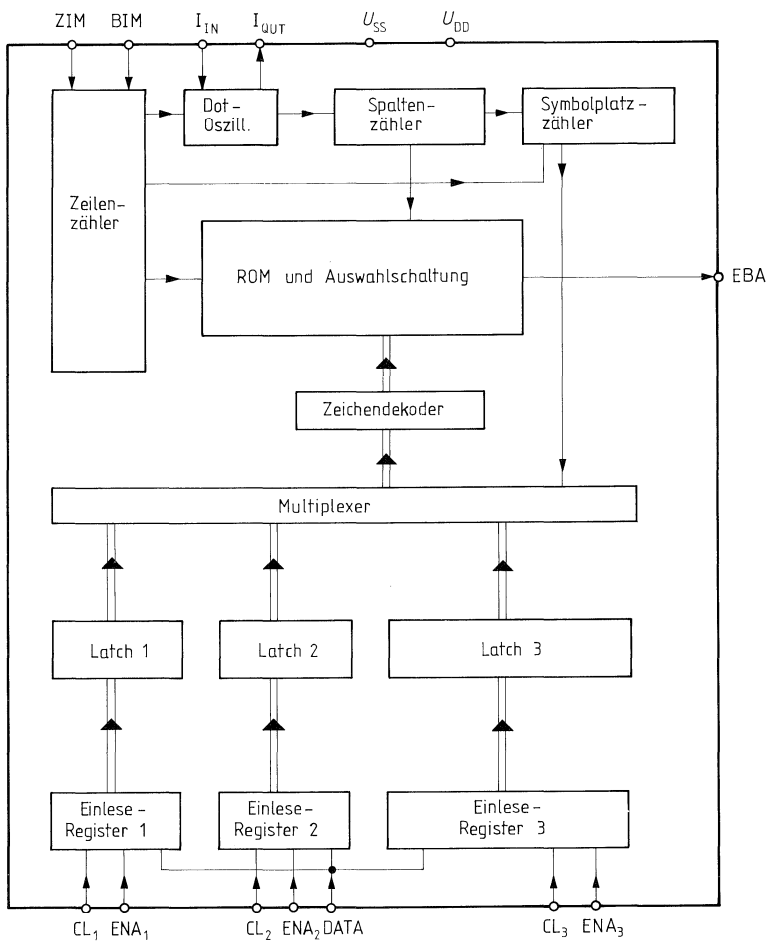 ZIM BIM I_IN I_QUT U_SS U_DD
Dot-
Oszill.
Spalten-
zähler
Symbolplatz-
zähler
Zeilen-
zähler
ROM und Auswahlschaltung
EBA
Zeichendekoder
Multiplexer
Latch 1 Latch 2 Latch 3
Einlese-
Register 1
Einlese-
Register 2
Einlese-
Register 3
CL₁ ENA₁ CL₂ ENA₂ DATA CL₃ ENA₃